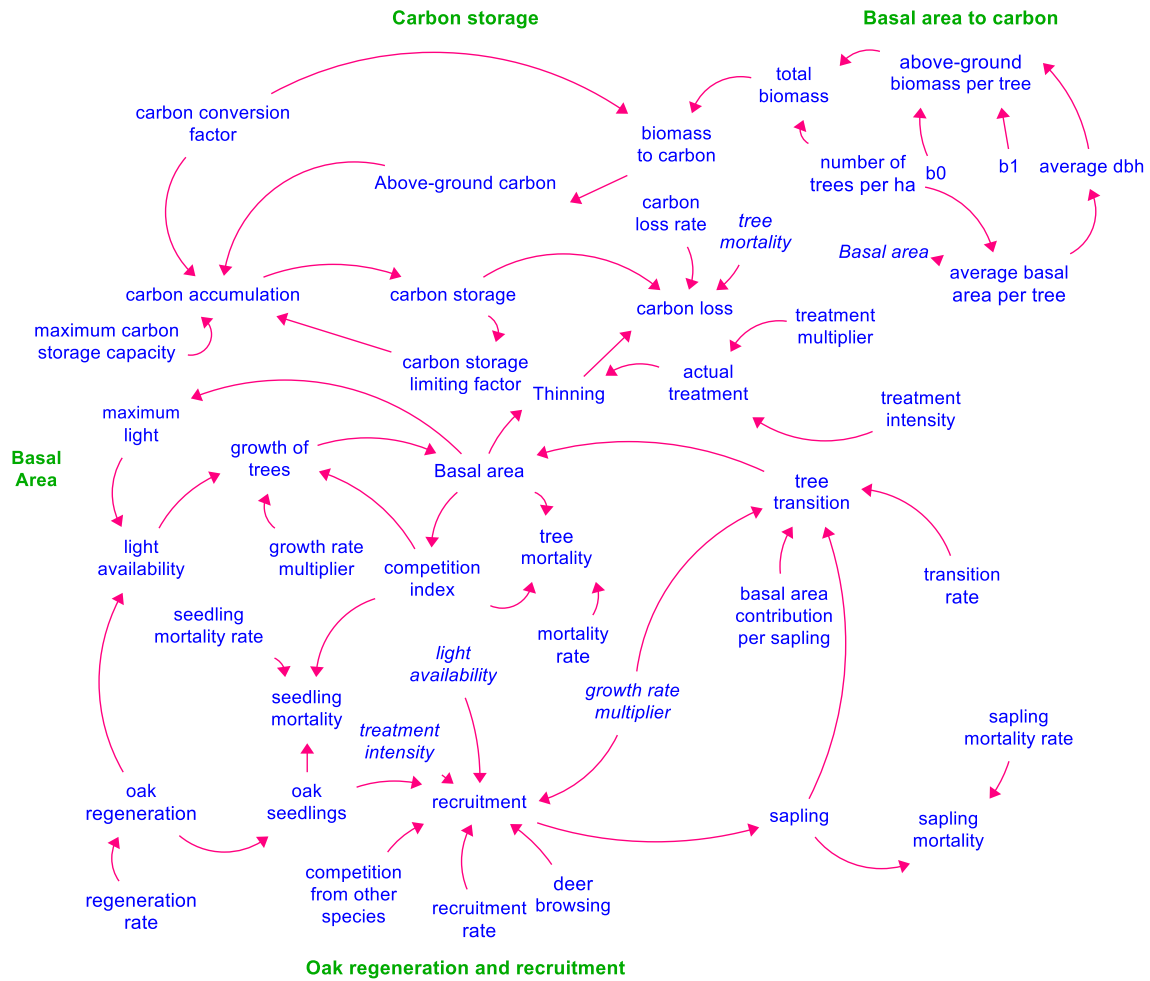 Carbon storage
Basal area to carbon
above-ground
biomass per tree
total
biomass
carbon conversion
factor
biomass
to carbon
number of
trees per ha
b0
b1
average dbh
Above-ground carbon
carbon
loss rate
tree
mortality
Basal area
average basal
area per tree
carbon accumulation
carbon storage
carbon loss
maximum carbon
storage capacity
treatment
multiplier
carbon storage
limiting factor
Thinning
actual
treatment
treatment
intensity
maximum
light
Basal
Area
growth of
trees
Basal area
tree
transition
light
availability
growth rate
multiplier
competition
index
tree
mortality
transition
rate
basal area
contribution
per sapling
seedling
mortality rate
mortality
rate
light
availability
growth rate
multiplier
seedling
mortality
treatment
intensity
sapling
mortality rate
oak
regeneration
oak
seedlings
recruitment
sapling
sapling
mortality
regeneration
rate
competition
from other
species
recruitment
rate
deer
browsing
Oak regeneration and recruitment